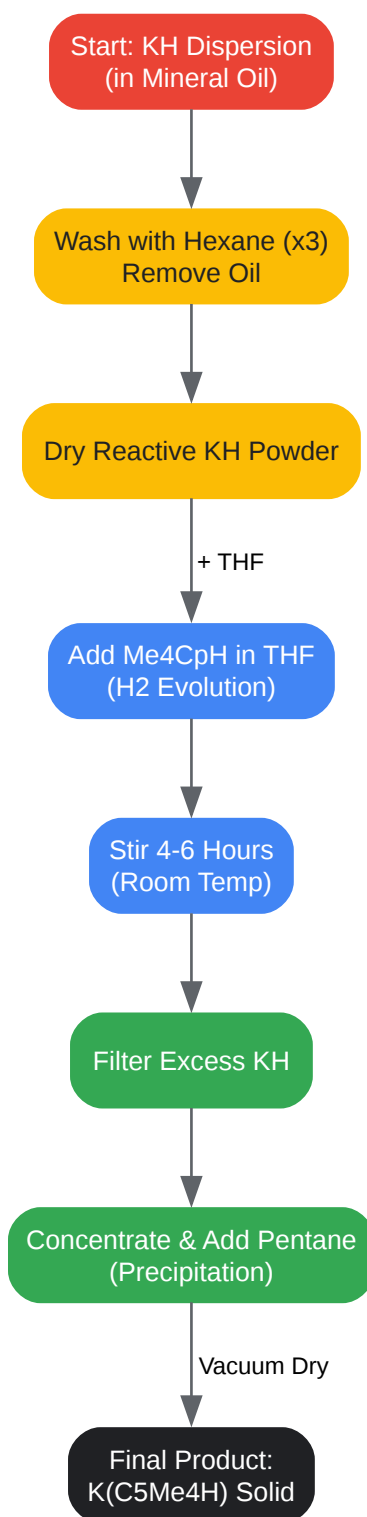 Start: KH Dispersion
(in Mineral Oil)
Wash with Hexane (x3)
Remove Oil
Dry Reactive KH Powder
+ THF
Add Me4CpH in THF
(H2 Evolution)
Stir 4-6 Hours
(Room Temp)
Filter Excess KH
Concentrate & Add Pentane
(Precipitation)
Vacuum Dry
Final Product:
K(C5Me4H) Solid